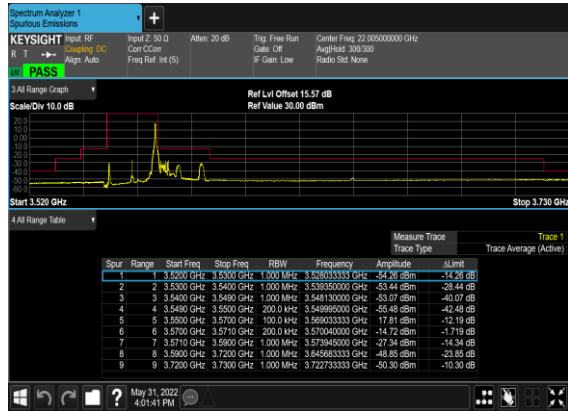 Spectrum Analyzer 1
Spurious Emissions
KEYSIGHT Input: RF Input Z: 50 Ω Atten: 20 dB Trig: Free Run Center Freq: 22.005000000 GHz
R T Coupling: DC Corr CCorr Gate: Off Avg|Hold: 300/300
Align: Auto Freq Ref: Int (S) IF Gain: Low Radio Std: None
PASS
3 All Range Graph
Ref Lvl Offset 15.57 dB
Scale/Div 10.0 dB Ref Value 30.00 dBm
20.0
10.0
0.00
-10.0
-20.0
-30.0
-40.0
-50.0
-60.0
Start 3.520 GHz Stop 3.730 GHz
4 All Range Table
Measure Trace Trace 1
Trace Type Trace Average (Active)
Spur Range Start Freq Stop Freq RBW Frequency Amplitude ΔLimit
1 1 3.5200 GHz 3.5300 GHz 1.000 MHz 3.528033333 GHz -54.26 dBm -14.26 dB
2 2 3.5300 GHz 3.5400 GHz 1.000 MHz 3.539350000 GHz -53.44 dBm -28.44 dB
3 3 3.5400 GHz 3.5490 GHz 1.000 MHz 3.548130000 GHz -53.07 dBm -40.07 dB
4 4 3.5490 GHz 3.5500 GHz 200.0 kHz 3.549995000 GHz -55.48 dBm -42.48 dB
5 5 3.5500 GHz 3.5700 GHz 100.0 kHz 3.569033333 GHz 17.81 dBm -12.19 dB
6 6 3.5700 GHz 3.5710 GHz 200.0 kHz 3.570040000 GHz -14.72 dBm -1.719 dB
7 7 3.5710 GHz 3.5900 GHz 1.000 MHz 3.573945000 GHz -27.34 dBm -14.34 dB
8 8 3.5900 GHz 3.7200 GHz 1.000 MHz 3.645683333 GHz -48.85 dBm -23.85 dB
9 9 3.7200 GHz 3.7300 GHz 1.000 MHz 3.722733333 GHz -50.30 dBm -10.30 dB
May 31, 2022
4:01:41 PM